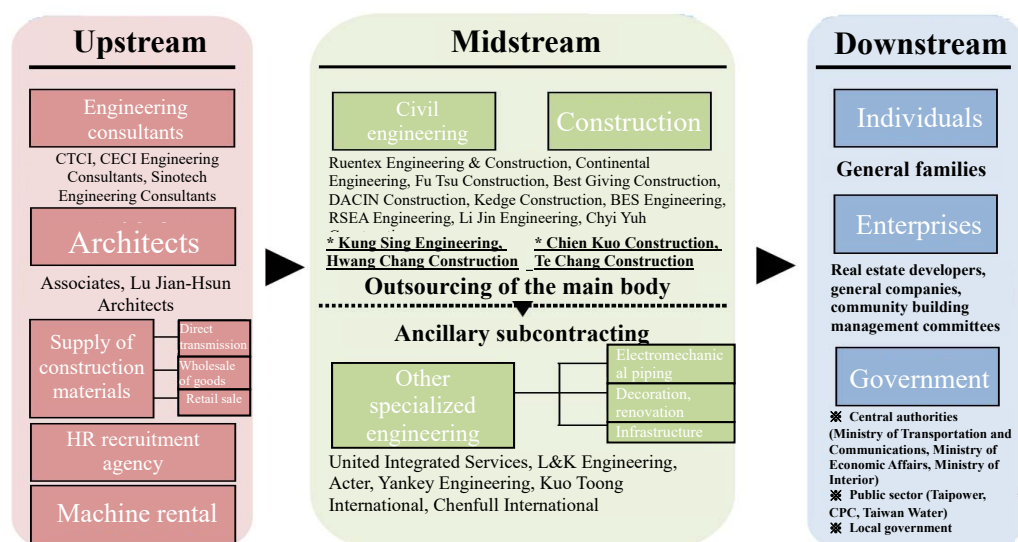 Upstream
Engineering
consultants
CTCI, CECI Engineering
Consultants, Sinotech
Engineering Consultants
Architects
Associates, Lu Jian-Hsun
Architects
Supply of
construction
materials
Direct
transmission
Wholesale
of goods
Retail sale
HR recruitment
agency
Machine rental
Midstream
Civil
engineering
Construction
Ruentex Engineering & Construction, Continental
Engineering, Fu Tsu Construction, Best Giving Construction,
DACIN Construction, Kedge Construction, BES Engineering,
RSEA Engineering, Li Jin Engineering, Chyi Yuh
* Kung Sing Engineering,
Hwang Chang Construction
* Chien Kuo Construction,
Te Chang Construction
Outsourcing of the main body
Ancillary subcontracting
Other
specialized
engineering
Electromechanic
al piping
Decoration,
renovation
Infrastructure
United Integrated Services, L&K Engineering,
Acter, Yankey Engineering, Kuo Toong
International, Chenfull International
Downstream
Individuals
General families
Enterprises
Real estate developers,
general companies,
community building
management committees
Government
※ Central authorities
(Ministry of Transportation and
Communications, Ministry of
Economic Affairs, Ministry of
Interior)
※ Public sector (Taipower,
CPC, Taiwan Water)
※ Local government